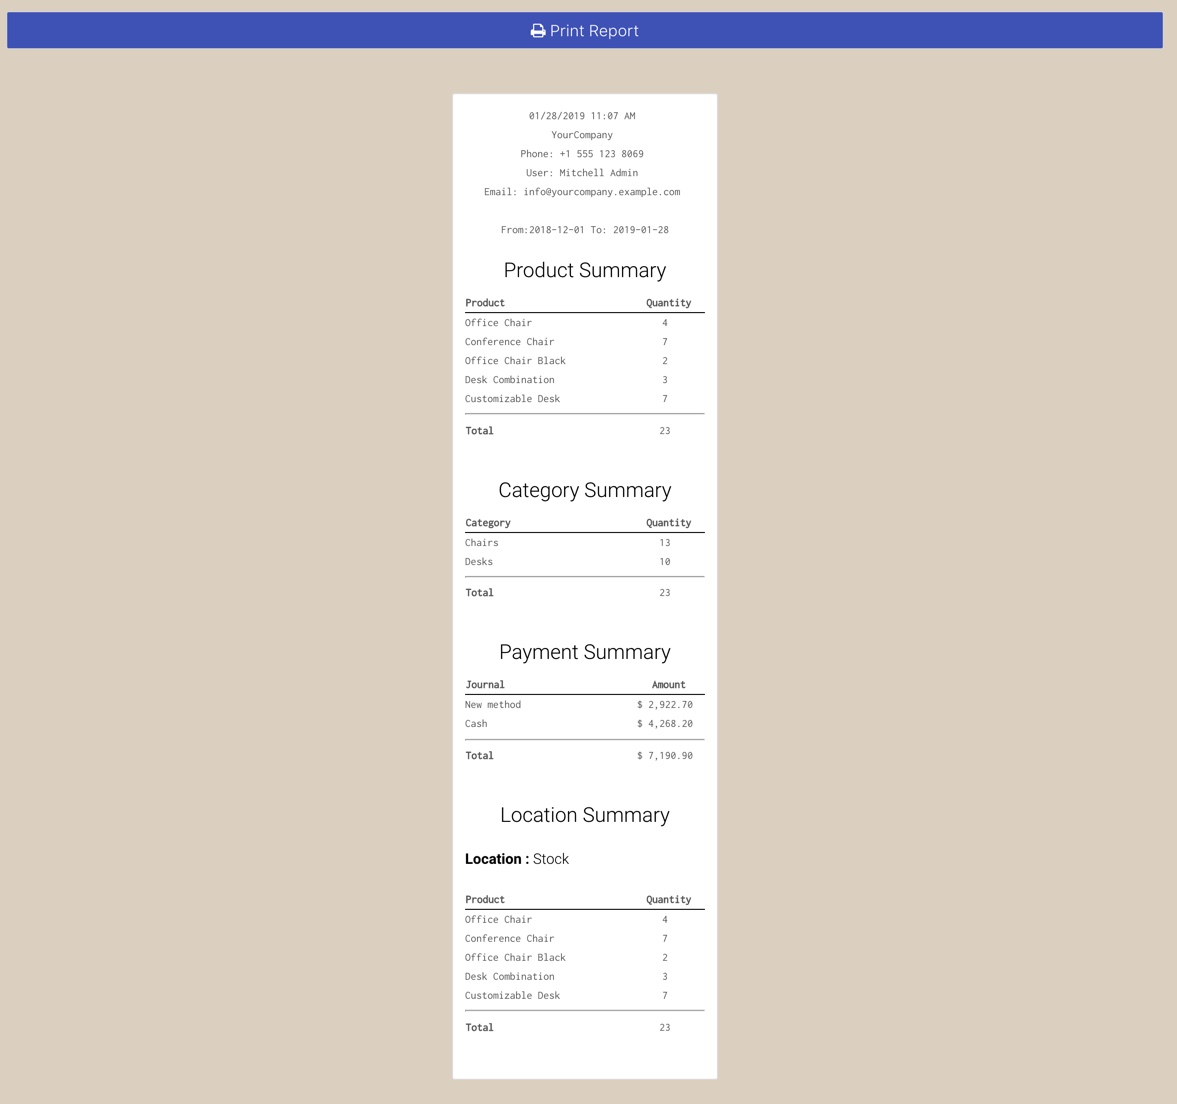 Print Report
01/28/2019 11:07 AM
YourCompany
Phone: +1 555 123 8069
User: Mitchell Admin
Email: info@yourcompany.example.com
From:2018-12-01 To: 2019-01-28
Product Summary
Product Quantity
Office Chair 4
Conference Chair 7
Office Chair Black 2
Desk Combination 3
Customizable Desk 7
Total 23
Category Summary
Category Quantity
Chairs 13
Desks 10
Total 23
Payment Summary
Journal Amount
New method $ 2,922.70
Cash $ 4,268.20
Total $ 7,190.90
Location Summary
Location : Stock
Product Quantity
Office Chair 4
Conference Chair 7
Office Chair Black 2
Desk Combination 3
Customizable Desk 7
Total 23